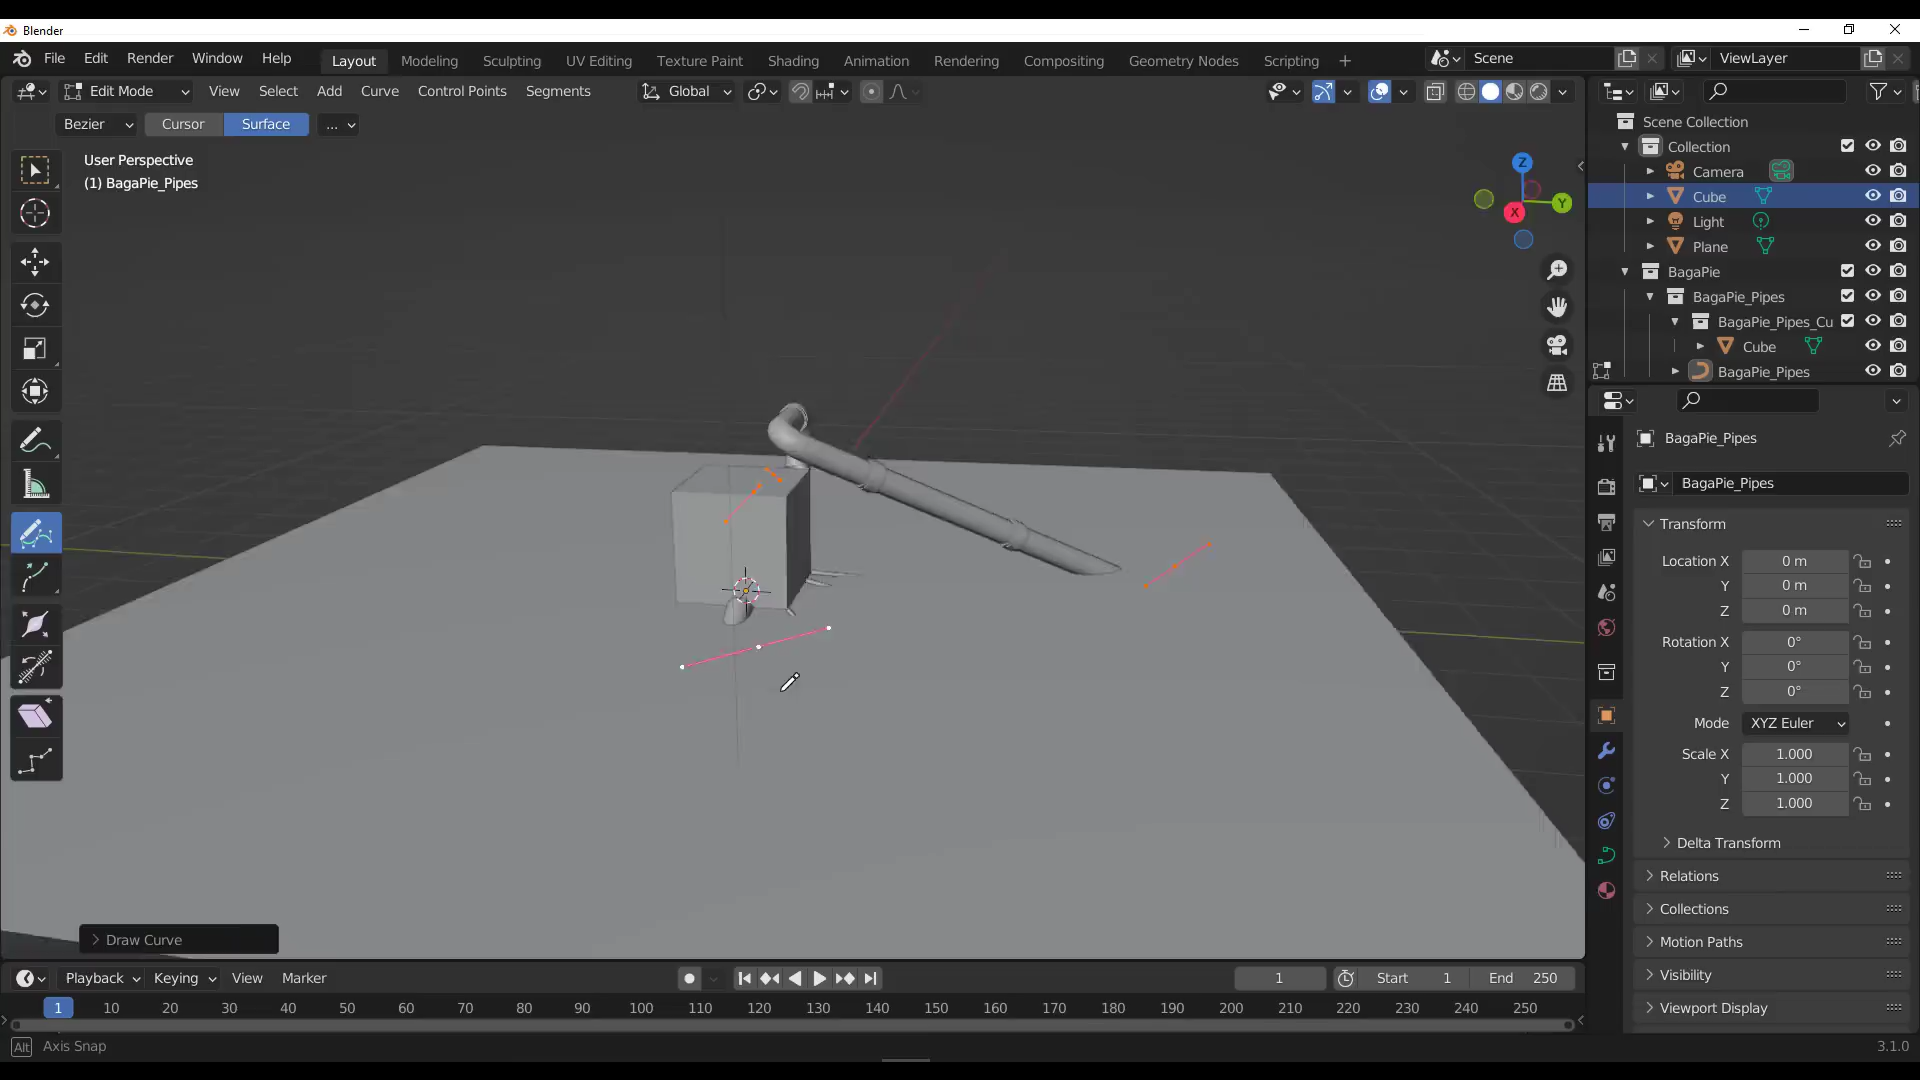 Blender
File Edit Render Window Help Layout Modeling Sculpting UV Editing Texture Paint Shading Animation Rendering Compositing Geometry Nodes Scripting + Scene ViewLayer
Edit Mode View Select Add Curve Control Points Segments Global
Bezier Cursor Surface ...
User Perspective
(1) BagaPie_Pipes
Z
Y
X
Scene Collection
Collection
Camera
Cube
Light
Plane
BagaPie
BagaPie_Pipes
BagaPie_Pipes_Cu
Cube
BagaPie_Pipes
BagaPie_Pipes
BagaPie_Pipes
Transform
Location X 0 m
Y 0 m
Z 0 m
Rotation X 0°
Y 0°
Z 0°
Mode XYZ Euler
Scale X 1.000
Y 1.000
Z 1.000
Delta Transform
Relations
Collections
Motion Paths
Visibility
Viewport Display
Draw Curve
Playback Keying View Marker 1 Start 1 End 250
1 10 20 30 40 50 60 70 80 90 100 110 120 130 140 150 160 170 180 190 200 210 220 230 240 250
Alt Axis Snap 3.1.0